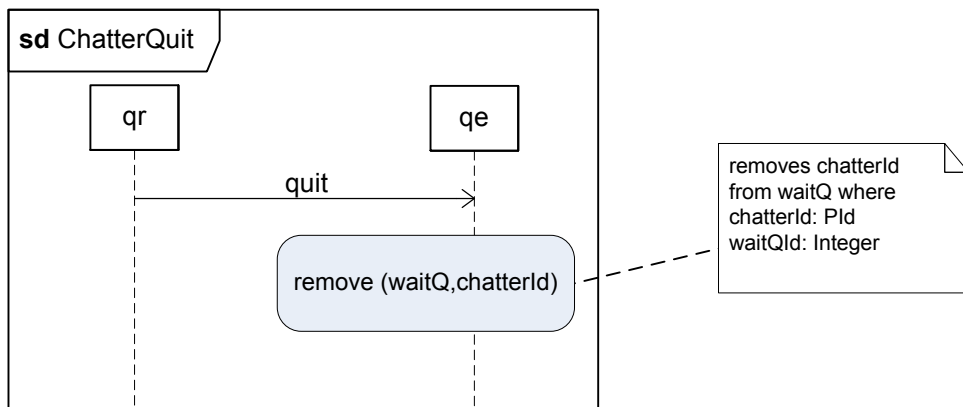 sd ChatterQuit
qr
qe
quit
remove (waitQ,chatterId)
removes chatterId
from waitQ where
chatterId: PId
waitQId: Integer